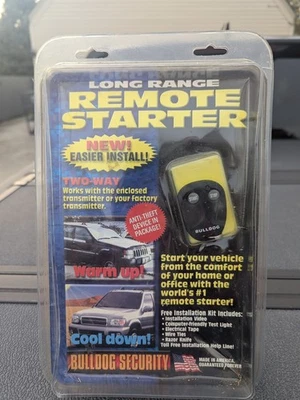 LONG RANGE
REMOTE
STARTER
NEW!
EASIER INSTALL!
TWO-WAY
Works with the enclosed
transmitter or your factory
transmitter.
ANTI-THEFT
DEVICE IN
PACKAGE!
BULLDOG
Warm up!
Cool down!
Start your vehicle
from the comfort
of your home or
office with the
world's #1
remote starter!
Free Installation Kit Includes:
• Installation Video
• Computer-Friendly Test Light
• Electrical Tape
• Wire Ties
• Razor Knife
Toll Free Installation Help Line!
BULLDOG SECURITY
MADE IN AMERICA,
GUARANTEED FOREVER